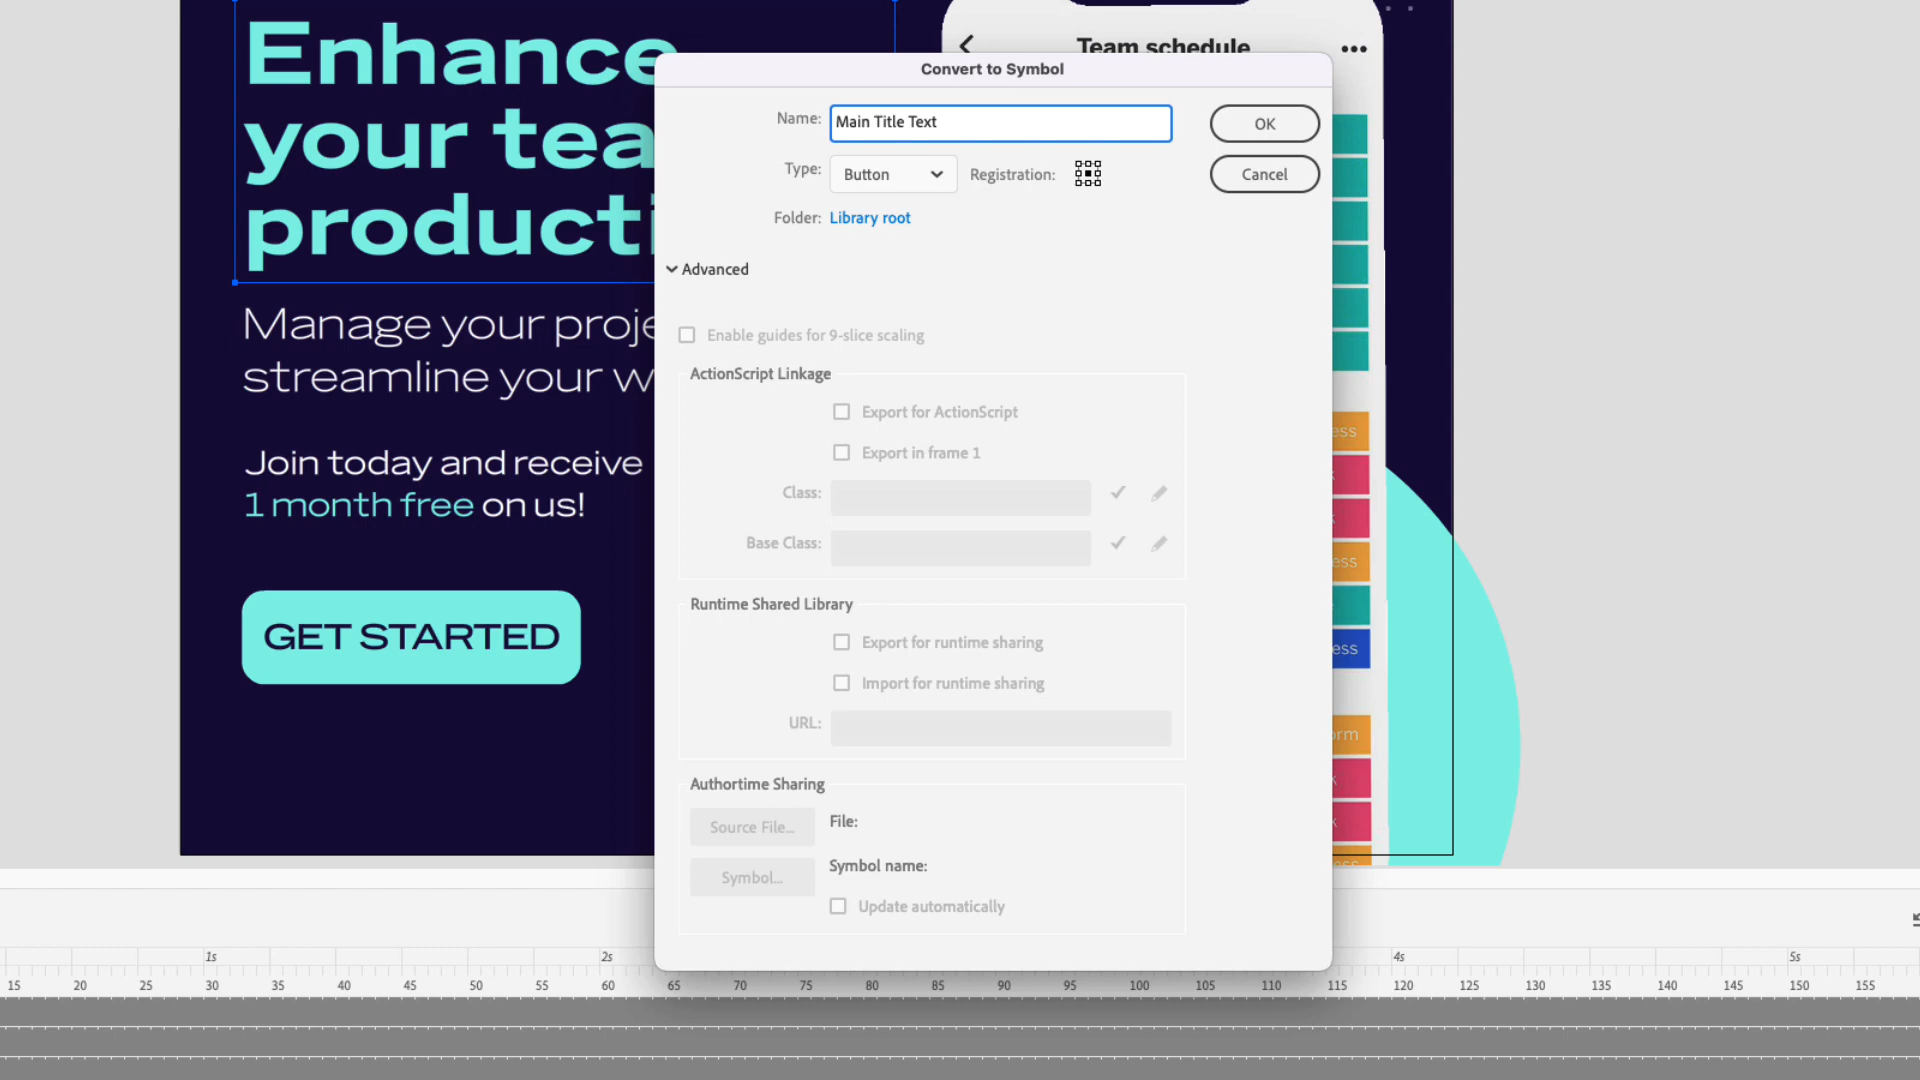 Enhance
your tea
producti
Manage your proje
streamline your w
Join today and receive
1 month free on us!
GET STARTED
Team schedule
Convert to Symbol
Name: Main Title Text
OK
Type: Button Registration:
Cancel
Folder: Library root
Advanced
Enable guides for 9-slice scaling
ActionScript Linkage
Export for ActionScript
Export in frame 1
Class:
Base Class:
Runtime Shared Library
Export for runtime sharing
Import for runtime sharing
URL:
Authortime Sharing
Source File... File:
Symbol... Symbol name:
Update automatically
ess
k
k
ess
ess
orm
k
k
1s 2s 4s 5s
15 20 25 30 35 40 45 50 55 60 65 70 75 80 85 90 95 100 105 110 115 120 125 130 135 140 145 150 155